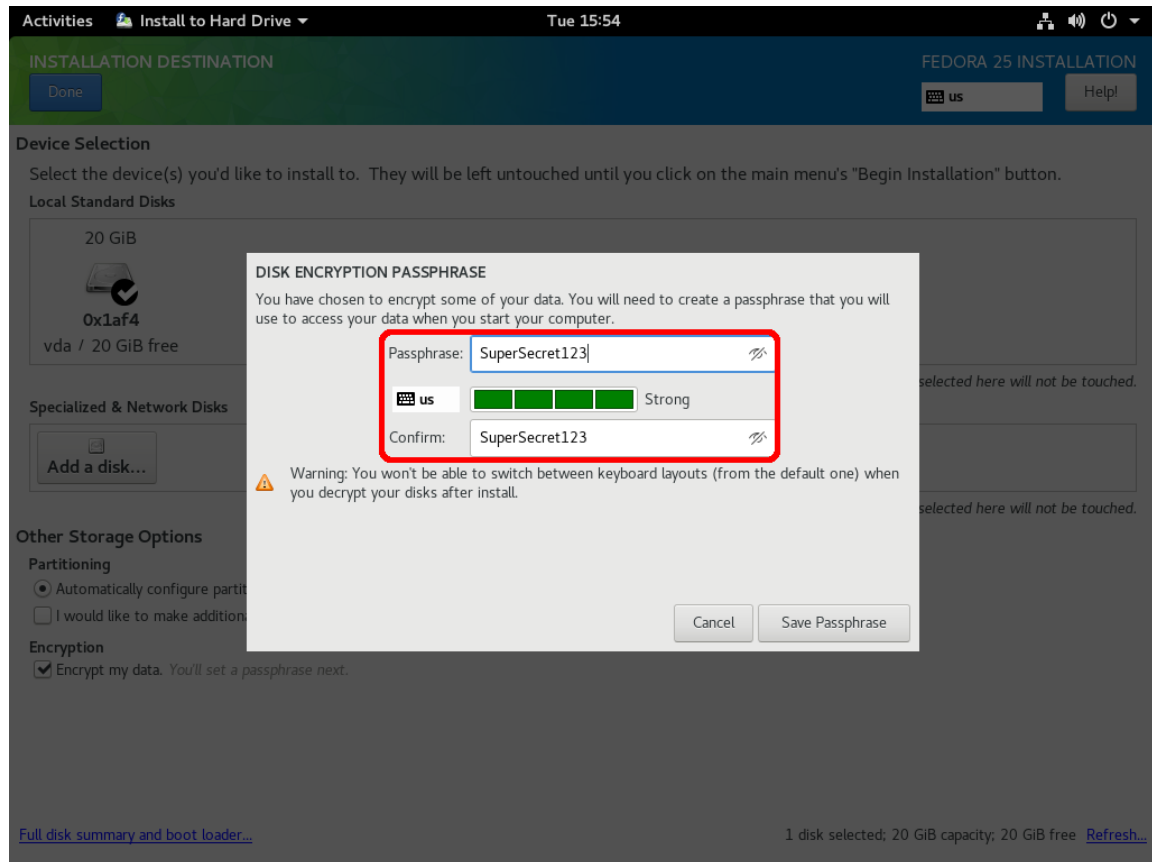 Activities Install to Hard Drive Tue 15:54
INSTALLATION DESTINATION FEDORA 25 INSTALLATION
Done us Help!
Device Selection
Select the device(s) you'd like to install to. They will be left untouched until you click on the main menu's "Begin Installation" button.
Local Standard Disks
20 GiB
0x1af4
vda / 20 GiB free
selected here will not be touched.
Specialized & Network Disks
Add a disk...
selected here will not be touched.
Other Storage Options
Partitioning
Automatically configure partit
I would like to make addition
Encryption
Encrypt my data. You'll set a passphrase next.
DISK ENCRYPTION PASSPHRASE
You have chosen to encrypt some of your data. You will need to create a passphrase that you will
use to access your data when you start your computer.
Passphrase: SuperSecret123
us Strong
Confirm: SuperSecret123
Warning: You won't be able to switch between keyboard layouts (from the default one) when
you decrypt your disks after install.
Cancel Save Passphrase
Full disk summary and boot loader... 1 disk selected; 20 GiB capacity; 20 GiB free Refresh...